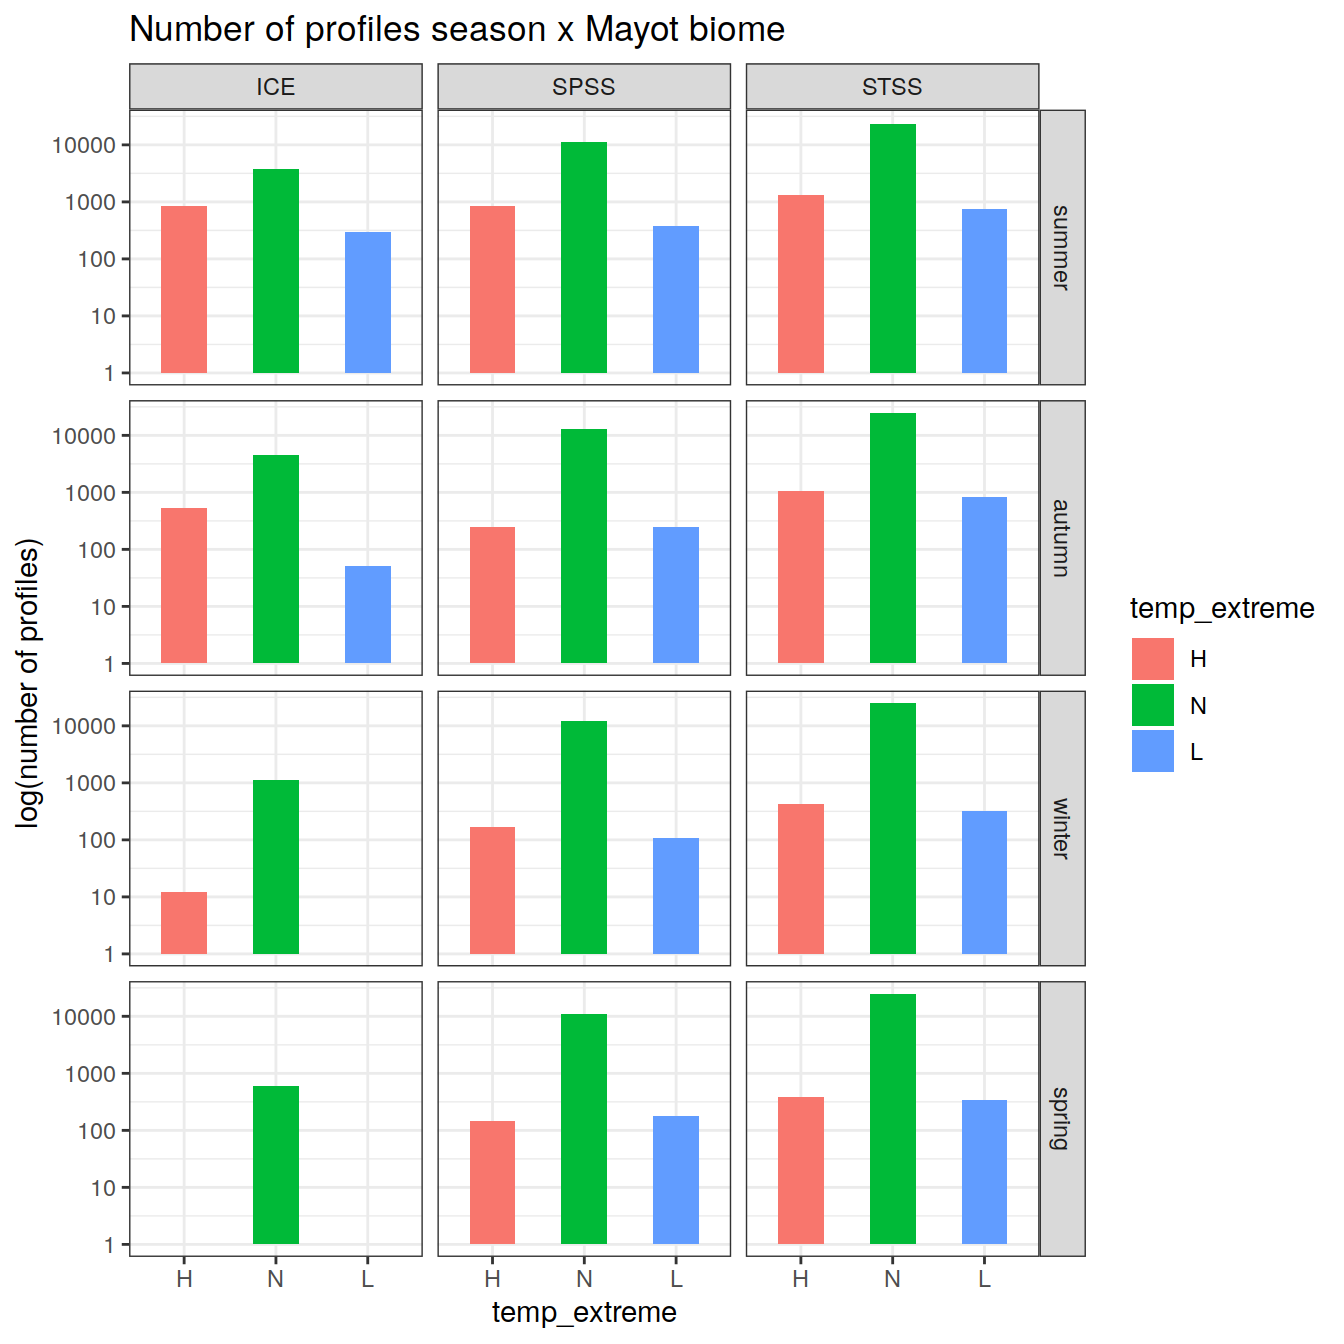 Number of profiles season x Mayot biome
ICE SPSS STSS
10000
1000
100
10
1
summer
10000
1000
100
10
1
autumn
10000
1000
100
10
1
winter
10000
1000
100
10
1
spring
H N L H N L H N L
temp_extreme
log(number of profiles)
temp_extreme
H
N
L